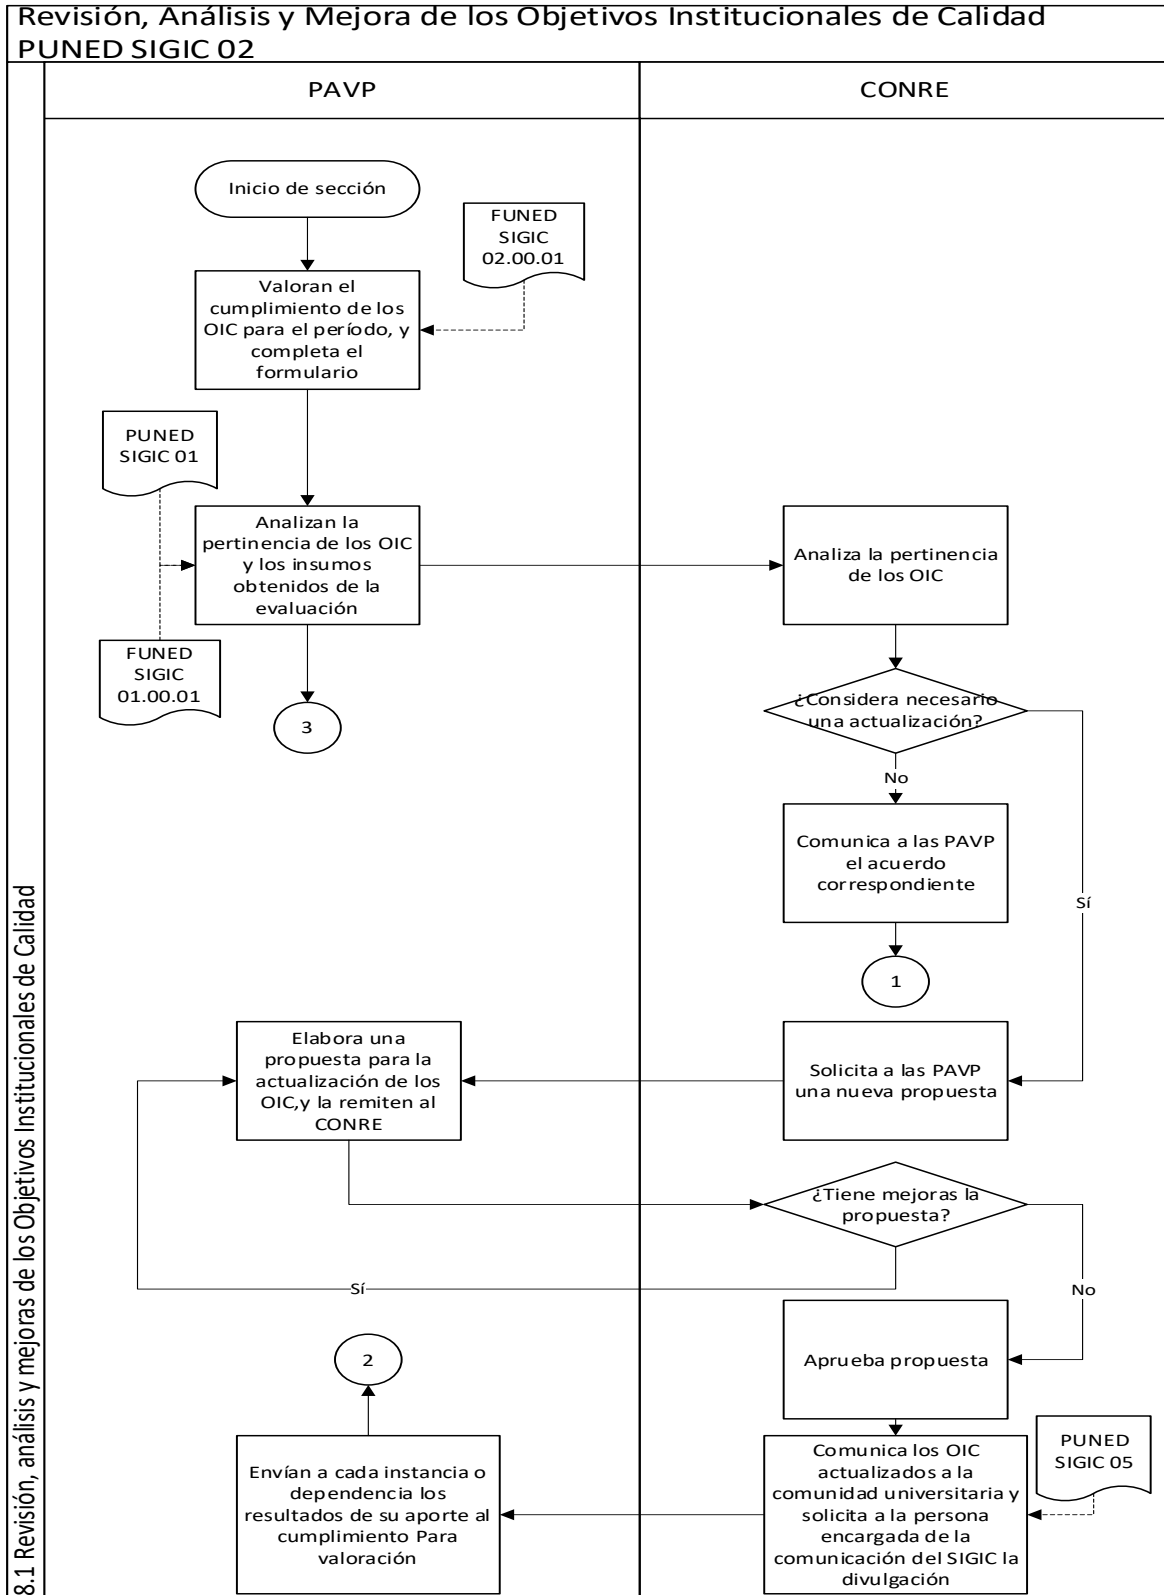 Revisión, Análisis y Mejora de los Objetivos Institucionales de Calidad
PUNED SIGIC 02
PAVP
CONRE
8.1 Revisión, análisis y mejoras de los Objetivos Institucionales de Calidad
Inicio de sección
FUNED
SIGIC
02.00.01
Valoran el
cumplimiento de los
OIC para el período, y
completa el
formulario
PUNED
SIGIC 01
Analizan la
pertinencia de los OIC
y los insumos
obtenidos de la
evaluación
Analiza la pertinencia
de los OIC
FUNED
SIGIC
01.00.01
3
¿Considera necesario
una actualización?
No
Sí
Comunica a las PAVP
el acuerdo
correspondiente
1
Elabora una
propuesta para la
actualización de los
OIC,y la remiten al
CONRE
Solicita a las PAVP
una nueva propuesta
¿Tiene mejoras la
propuesta?
Sí
No
Aprueba propuesta
2
Envían a cada instancia o
dependencia los
resultados de su aporte al
cumplimiento Para
valoración
Comunica los OIC
actualizados a la
comunidad universitaria y
solicita a la persona
encargada de la
comunicación del SIGIC la
divulgación
PUNED
SIGIC 05